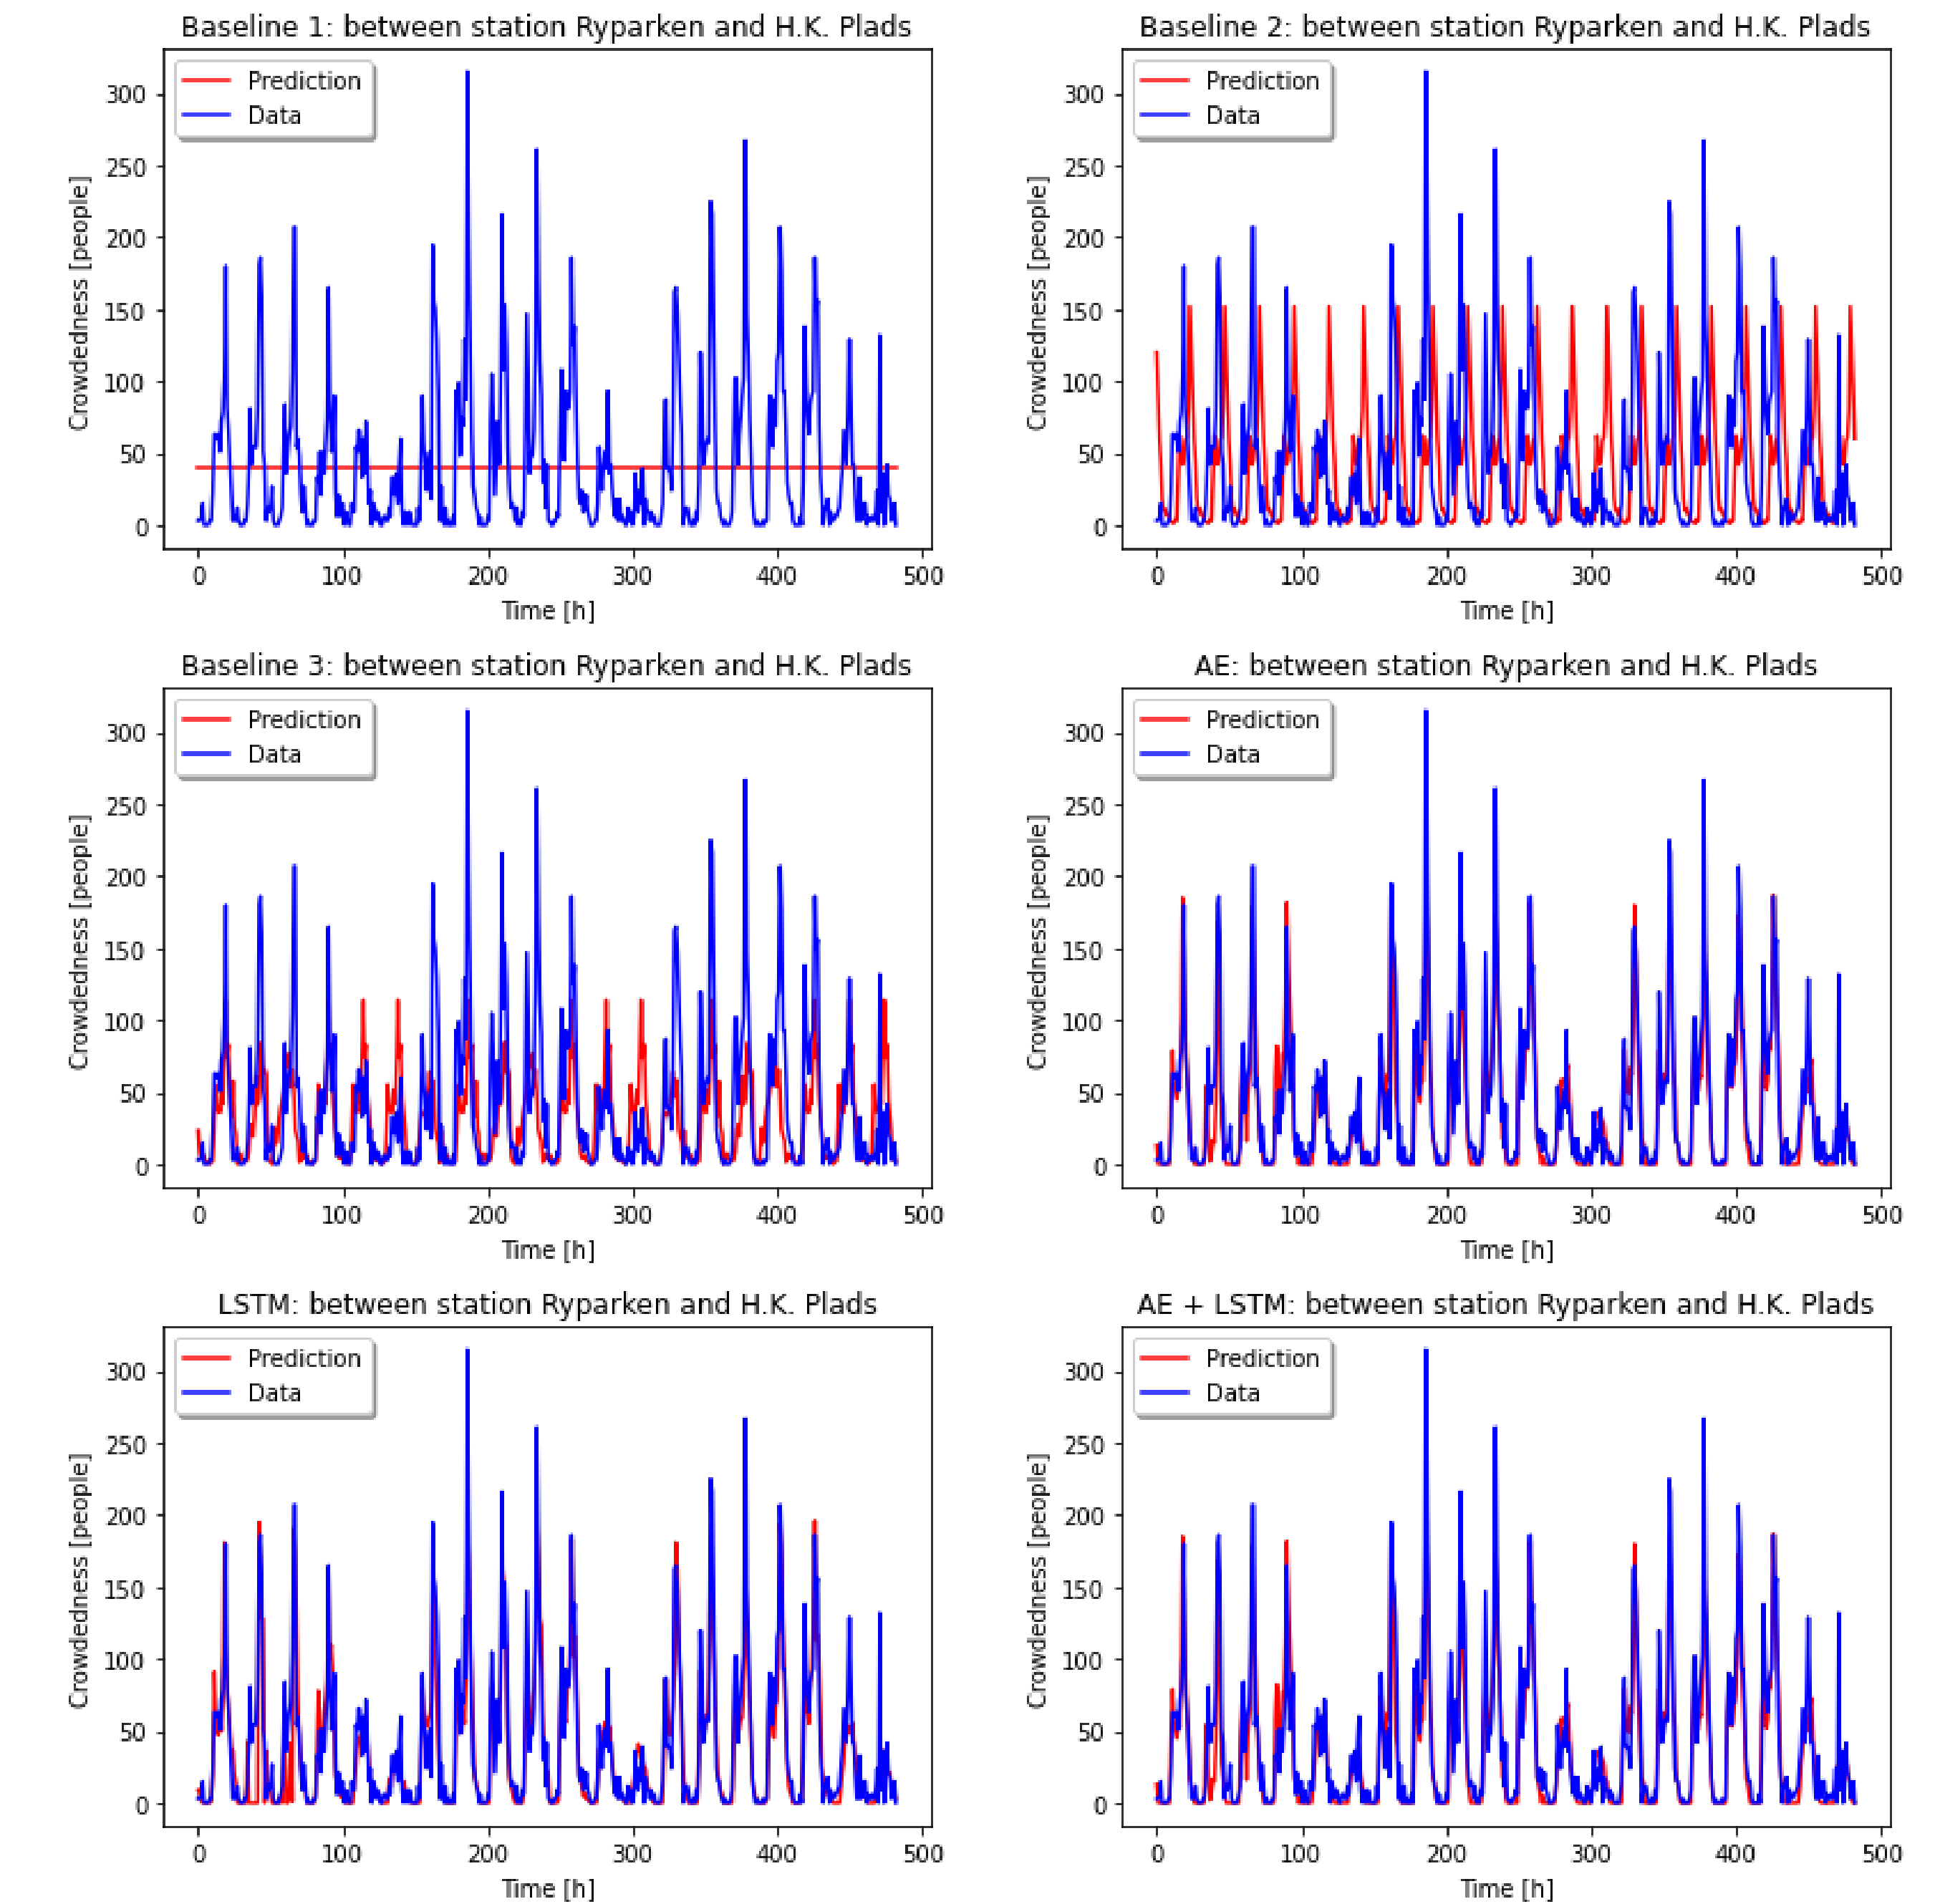 Baseline 1: between station Ryparken and H.K. Plads
Prediction
Data
Crowdedness [people]
300
250
200
150
100
50
0
0 100 200 300 400 500
Time [h]
Baseline 2: between station Ryparken and H.K. Plads
Prediction
Data
Crowdedness [people]
300
250
200
150
100
50
0
0 100 200 300 400 500
Time [h]
Baseline 3: between station Ryparken and H.K. Plads
Prediction
Data
Crowdedness [people]
300
250
200
150
100
50
0
0 100 200 300 400 500
Time [h]
AE: between station Ryparken and H.K. Plads
Prediction
Data
Crowdedness [people]
300
250
200
150
100
50
0
0 100 200 300 400 500
Time [h]
LSTM: between station Ryparken and H.K. Plads
Prediction
Data
Crowdedness [people]
300
250
200
150
100
50
0
0 100 200 300 400 500
Time [h]
AE + LSTM: between station Ryparken and H.K. Plads
Prediction
Data
Crowdedness [people]
300
250
200
150
100
50
0
0 100 200 300 400 500
Time [h]